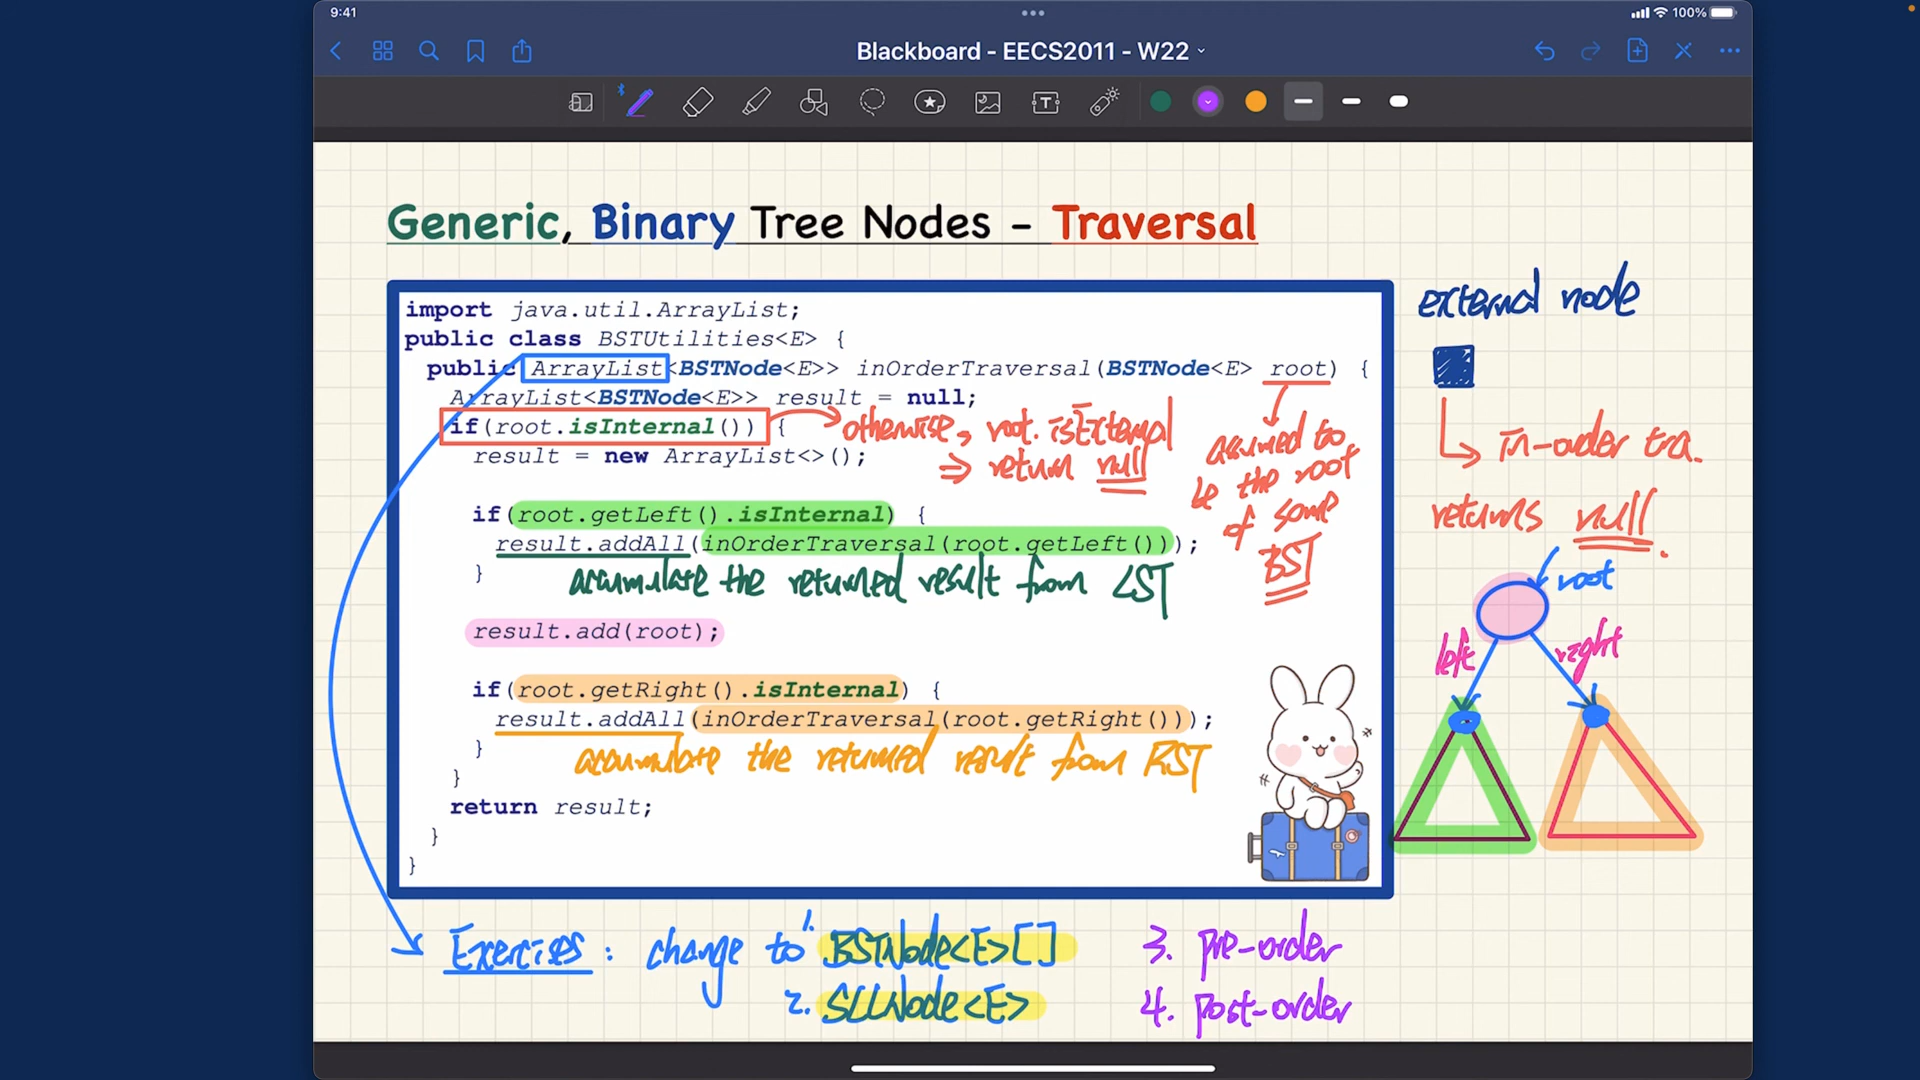 9:41
100%
Blackboard - EECS2011 - W22
Generic, Binary Tree Nodes - Traversal
import java.util.ArrayList;
public class BSTUtilities<E> {
public ArrayList<BSTNode<E>> inOrderTraversal(BSTNode<E> root) {
ArrayList<BSTNode<E>> result = null;
if(root.isInternal()) {
result = new ArrayList<>();
if(root.getLeft().isInternal) {
result.addAll(inOrderTraversal(root.getLeft()));
}
accumulate the returned result from LST
result.add(root);
if(root.getRight().isInternal) {
result.addAll(inOrderTraversal(root.getRight()));
}
accumulate the returned result from RST
}
return result;
}
}
otherwise, root.isExternal
⇒ return null
assumed to
be the root
of some
BST
external node
in-order tra.
returns null.
root
left
right
Exercises : change to 1. BSTNode<E>[]
2. SLLNode<E>
3. pre-order
4. post-order